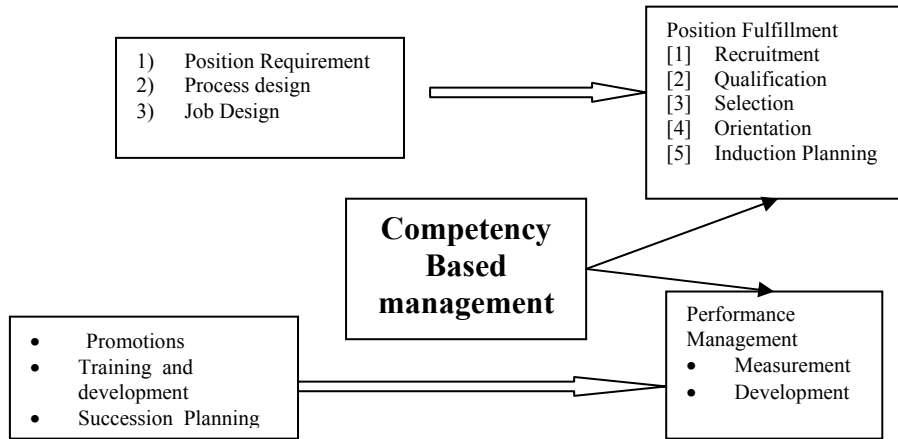 1) Position Requirement
2) Process design
3) Job Design
Position Fulfillment
[1] Recruitment
[2] Qualification
[3] Selection
[4] Orientation
[5] Induction Planning
Competency
Based
management
• Promotions
• Training and
development
• Succession Planning
Performance
Management
• Measurement
• Development